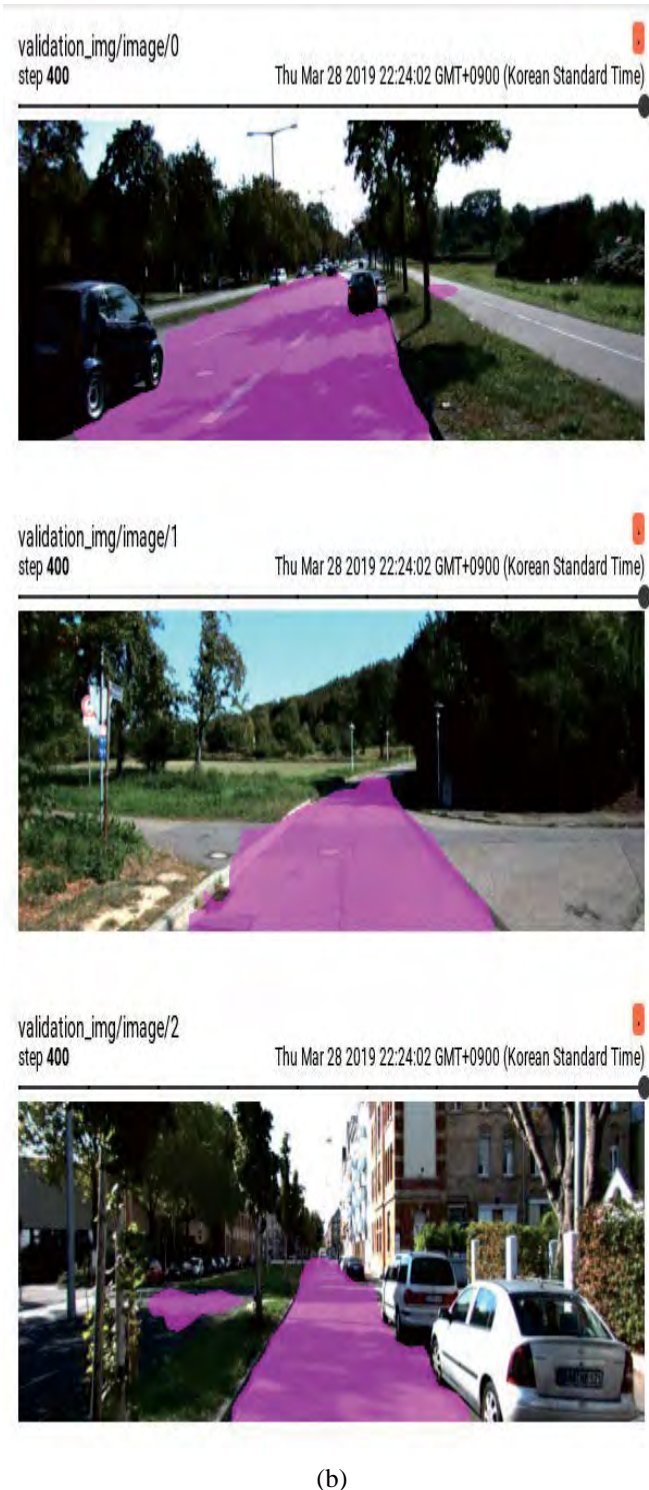 validation_img/image/0
step 400 Thu Mar 28 2019 22:24:02 GMT+0900 (Korean Standard Time)
validation_img/image/1
step 400 Thu Mar 28 2019 22:24:02 GMT+0900 (Korean Standard Time)
validation_img/image/2
step 400 Thu Mar 28 2019 22:24:02 GMT+0900 (Korean Standard Time)
(b)